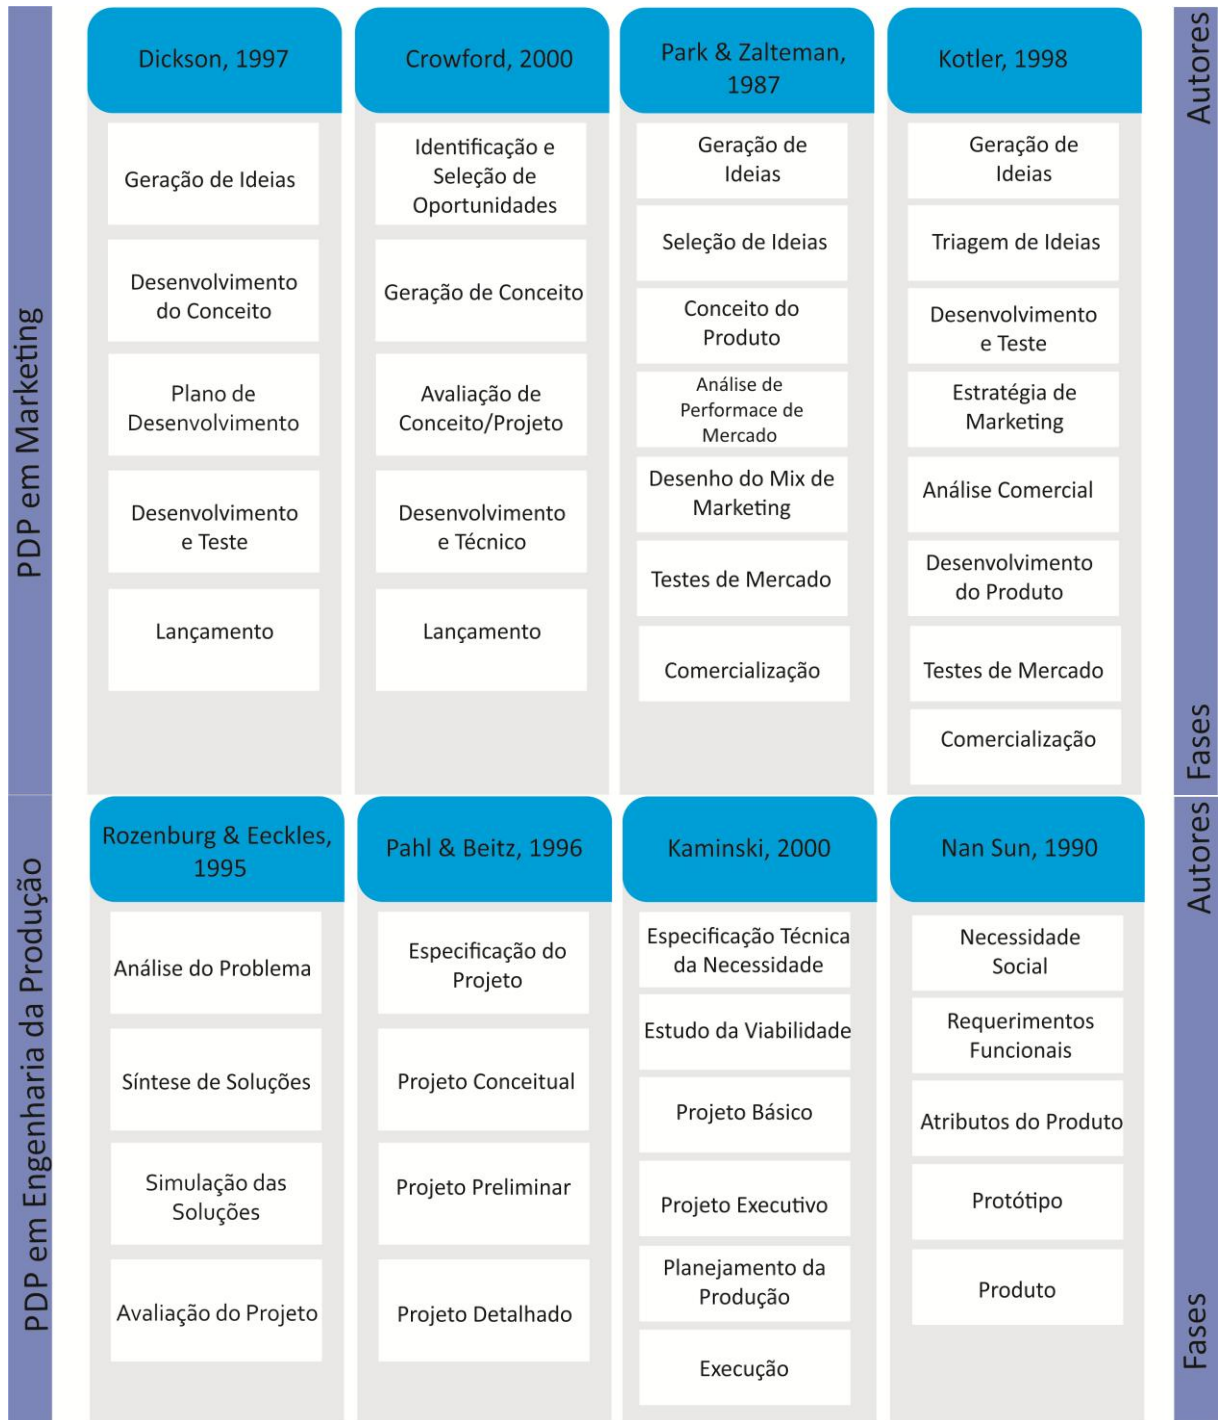 PDP em Marketing
Autores
Fases
Dickson, 1997
Geração de Ideias
Desenvolvimento
do Conceito
Plano de
Desenvolvimento
Desenvolvimento
e Teste
Lançamento
Crowford, 2000
Identificação e
Seleção de
Oportunidades
Geração de Conceito
Avaliação de
Conceito/Projeto
Desenvolvimento
e Técnico
Lançamento
Park & Zalteman,
1987
Geração de
Ideias
Seleção de Ideias
Conceito do
Produto
Análise de
Performace de
Mercado
Desenho do Mix de
Marketing
Testes de Mercado
Comercialização
Kotler, 1998
Geração de
Ideias
Triagem de Ideias
Desenvolvimento
e Teste
Estratégia de
Marketing
Análise Comercial
Desenvolvimento
do Produto
Testes de Mercado
Comercialização
PDP em Engenharia da Produção
Autores
Fases
Rozenburg & Eeckles,
1995
Análise do Problema
Síntese de Soluções
Simulação das
Soluções
Avaliação do Projeto
Pahl & Beitz, 1996
Especificação do
Projeto
Projeto Conceitual
Projeto Preliminar
Projeto Detalhado
Kaminski, 2000
Especificação Técnica
da Necessidade
Estudo da Viabilidade
Projeto Básico
Projeto Executivo
Planejamento da
Produção
Execução
Nan Sun, 1990
Necessidade
Social
Requerimentos
Funcionais
Atributos do Produto
Protótipo
Produto